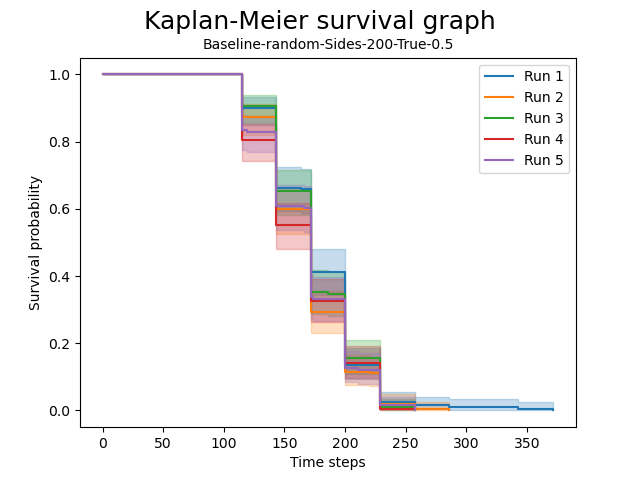 Kaplan-Meier survival graph
Baseline-random-Sides-200-True-0.5
Run 1
Run 2
Run 3
Run 4
Run 5
Survival probability
1.0
0.8
0.6
0.4
0.2
0.0
0 50 100 150 200 250 300 350
Time steps